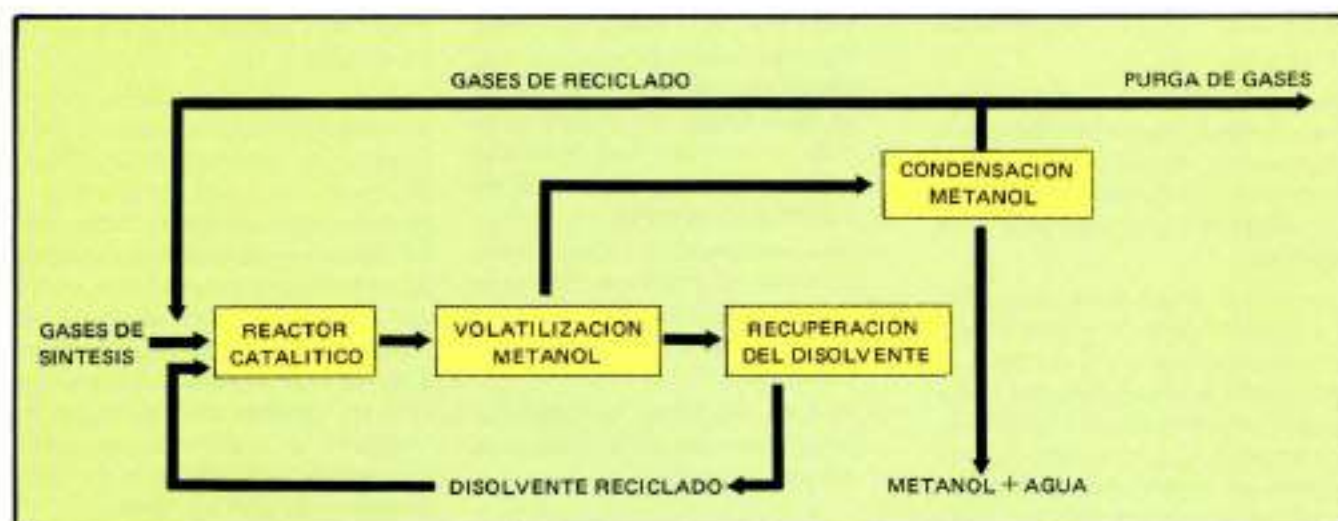 GASES DE RECICLADO
PURGA DE GASES
CONDENSACION
METANOL
GASES DE
SINTESIS
REACTOR
CATALITICO
VOLATILIZACION
METANOL
RECUPERACION
DEL DISOLVENTE
DISOLVENTE RECICLADO
METANOL + AGUA